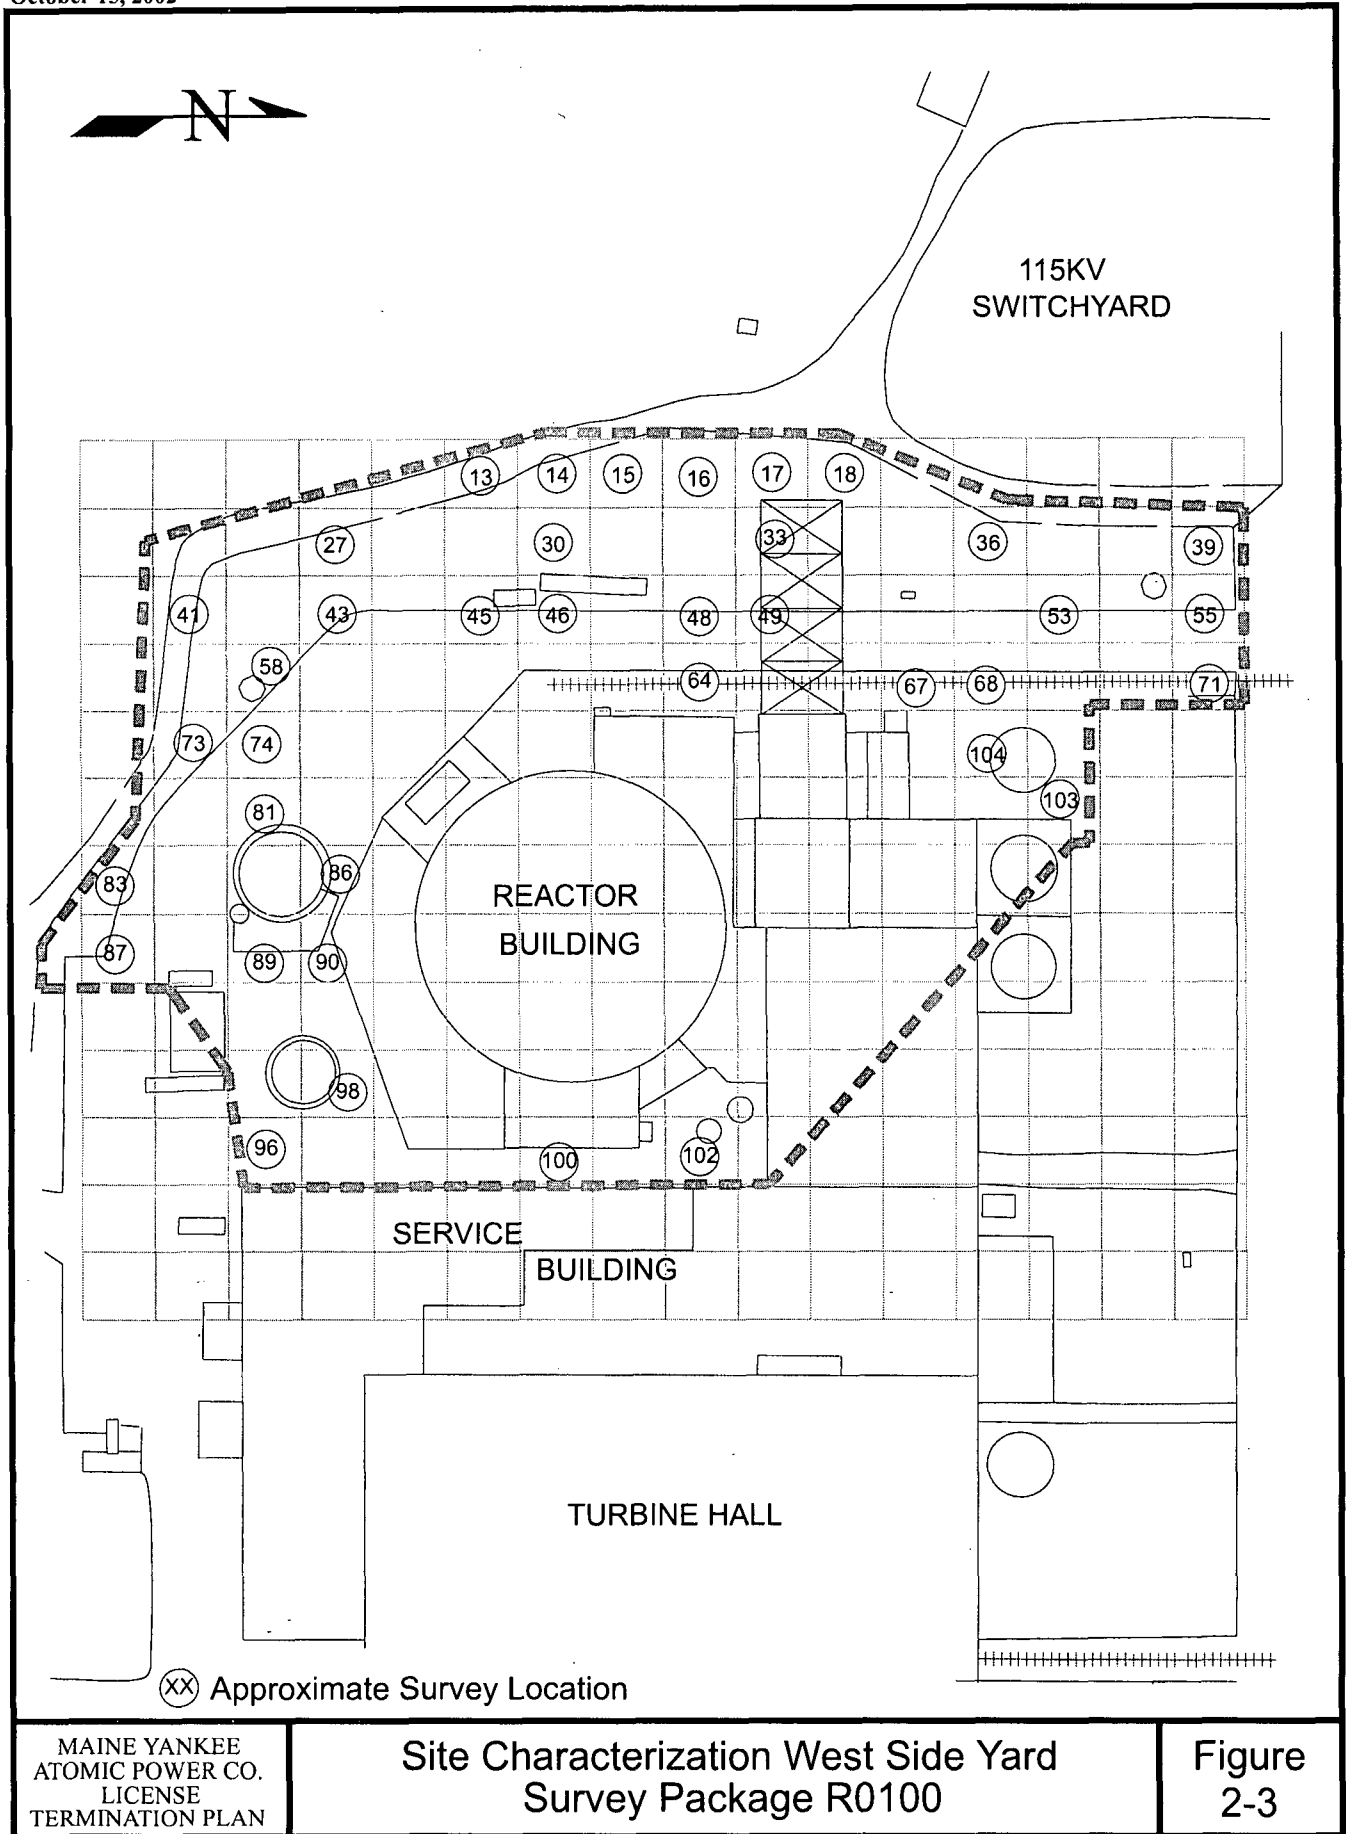 October 15, 2002
N
115KV
SWITCHYARD
13 14 15 16 17 18
27 30 33 36 39
41 43 45 46 48 49 53 55
58
64 67 68 71
73 74 104
103
81
86
83
REACTOR
BUILDING
87 89 90
98
96 100 102
SERVICE
BUILDING
TURBINE HALL
XX Approximate Survey Location
MAINE YANKEE
ATOMIC POWER CO.
LICENSE
TERMINATION PLAN
Site Characterization West Side Yard
Survey Package R0100
Figure
2-3